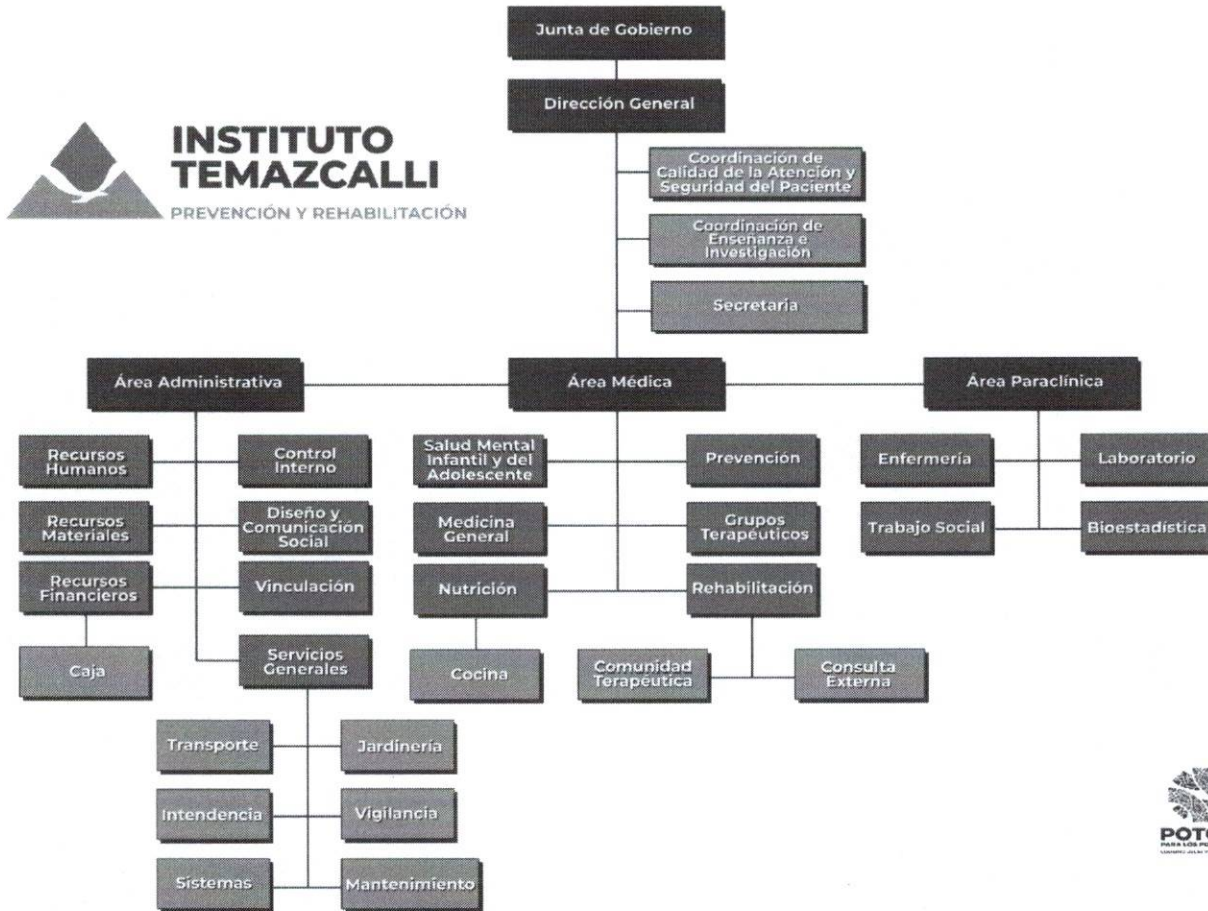 Junta de Gobierno
Dirección General
INSTITUTO
TEMAZCALLI
PREVENCIÓN Y REHABILITACIÓN
Coordinación de
Calidad de la Atención y
Seguridad del Paciente
Coordinación de
Enseñanza e
Investigación
Secretaria
Área Administrativa
Área Médica
Área Paraclínica
Recursos
Humanos
Control
Interno
Salud Mental
Infantil y del
Adolescente
Prevención
Enfermería
Laboratorio
Recursos
Materiales
Diseño y
Comunicación
Social
Medicina
General
Grupos
Terapéuticos
Trabajo Social
Bioestadística
Recursos
Financieros
Vinculación
Nutrición
Rehabilitación
Caja
Servicios
Generales
Cocina
Comunidad
Terapéutica
Consulta
Externa
Transporte
Jardinería
Intendencia
Vigilancia
Sistemas
Mantenimiento
PARA LOS